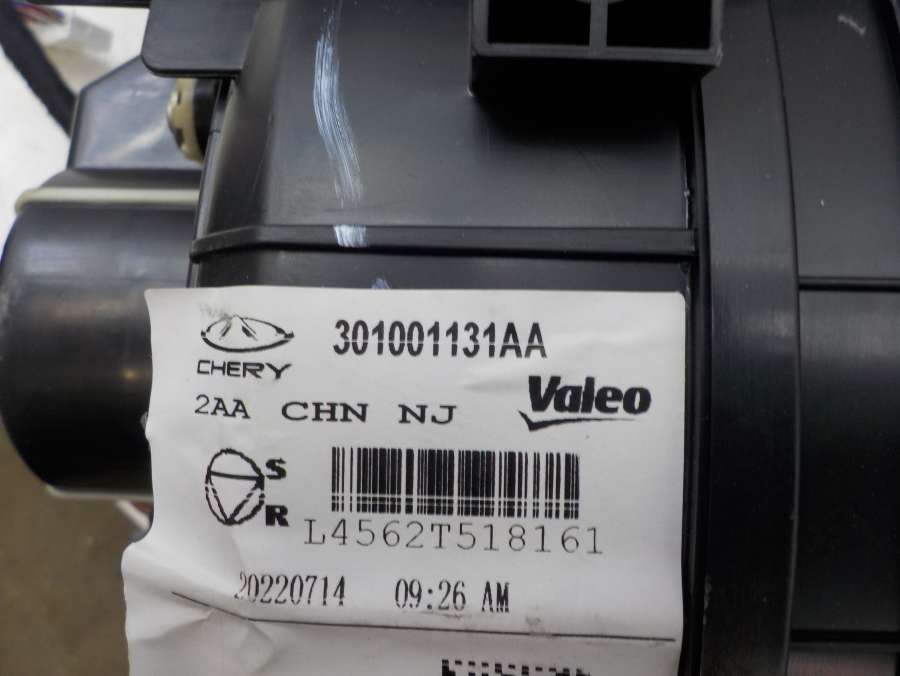 301001131AA
CHERY
2AA CHN NJ Valeo
S
R
L4562T518161
20220714 09:26 AM